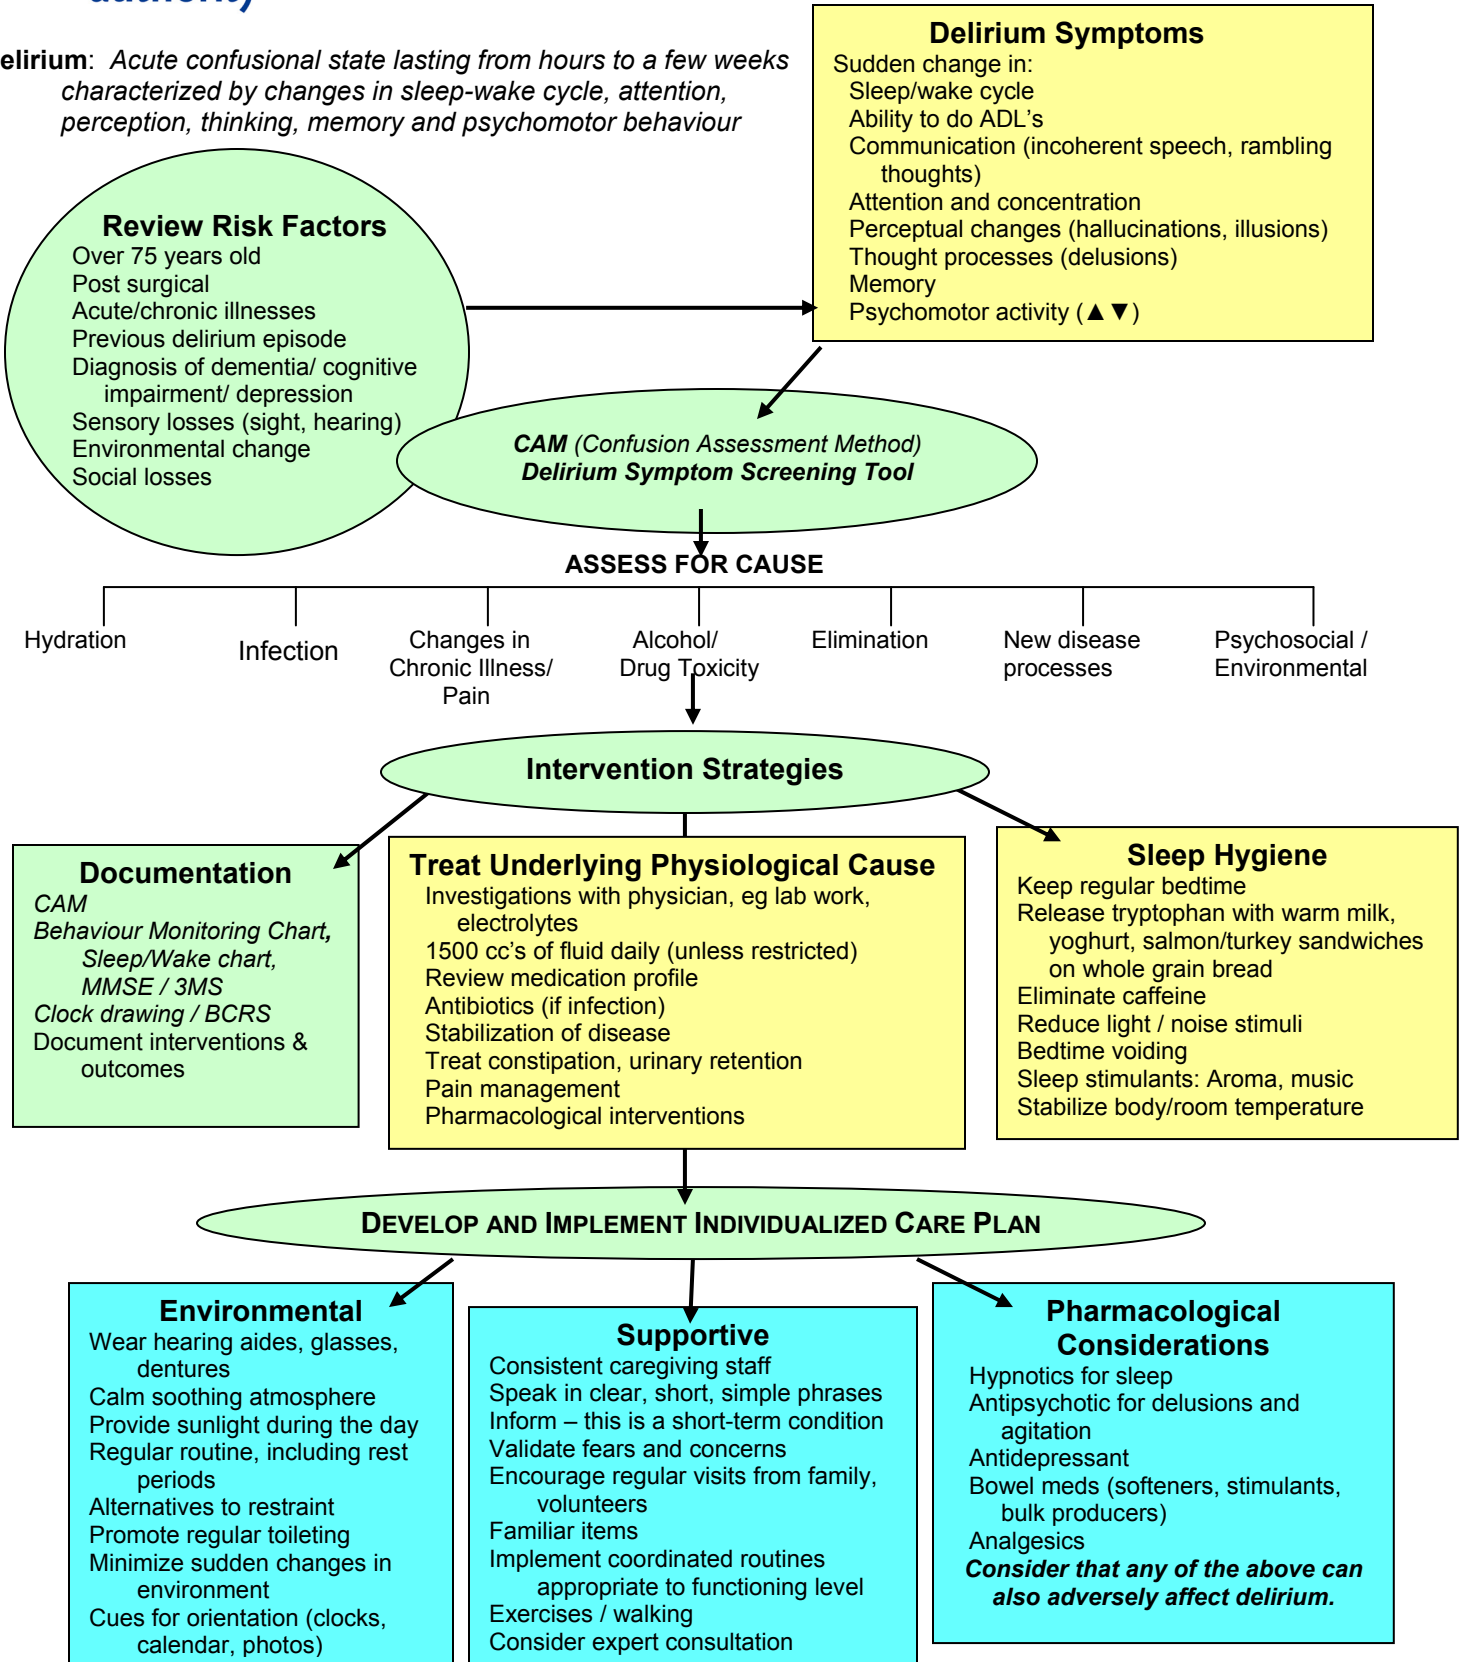 elirium: Acute confusional state lasting from hours to a few weeks
characterized by changes in sleep-wake cycle, attention,
perception, thinking, memory and psychomotor behaviour
Delirium Symptoms
Sudden change in:
Sleep/wake cycle
Ability to do ADL's
Communication (incoherent speech, rambling
thoughts)
Attention and concentration
Perceptual changes (hallucinations, illusions)
Thought processes (delusions)
Memory
Psychomotor activity (▲▼)
Review Risk Factors
Over 75 years old
Post surgical
Acute/chronic illnesses
Previous delirium episode
Diagnosis of dementia/ cognitive
impairment/ depression
Sensory losses (sight, hearing)
Environmental change
Social losses
CAM (Confusion Assessment Method)
Delirium Symptom Screening Tool
ASSESS FOR CAUSE
Hydration
Infection
Changes in
Chronic Illness/
Pain
Alcohol/
Drug Toxicity
Elimination
New disease
processes
Psychosocial /
Environmental
Intervention Strategies
Documentation
CAM
Behaviour Monitoring Chart,
Sleep/Wake chart,
MMSE / 3MS
Clock drawing / BCRS
Document interventions &
outcomes
Treat Underlying Physiological Cause
Investigations with physician, eg lab work,
electrolytes
1500 cc's of fluid daily (unless restricted)
Review medication profile
Antibiotics (if infection)
Stabilization of disease
Treat constipation, urinary retention
Pain management
Pharmacological interventions
Sleep Hygiene
Keep regular bedtime
Release tryptophan with warm milk,
yoghurt, salmon/turkey sandwiches
on whole grain bread
Eliminate caffeine
Reduce light / noise stimuli
Bedtime voiding
Sleep stimulants: Aroma, music
Stabilize body/room temperature
DEVELOP AND IMPLEMENT INDIVIDUALIZED CARE PLAN
Environmental
Wear hearing aides, glasses,
dentures
Calm soothing atmosphere
Provide sunlight during the day
Regular routine, including rest
periods
Alternatives to restraint
Promote regular toileting
Minimize sudden changes in
environment
Cues for orientation (clocks,
calendar, photos)
Supportive
Consistent caregiving staff
Speak in clear, short, simple phrases
Inform – this is a short-term condition
Validate fears and concerns
Encourage regular visits from family,
volunteers
Familiar items
Implement coordinated routines
appropriate to functioning level
Exercises / walking
Consider expert consultation
Pharmacological
Considerations
Hypnotics for sleep
Antipsychotic for delusions and
agitation
Antidepressant
Bowel meds (softeners, stimulants,
bulk producers)
Analgesics
Consider that any of the above can
also adversely affect delirium.